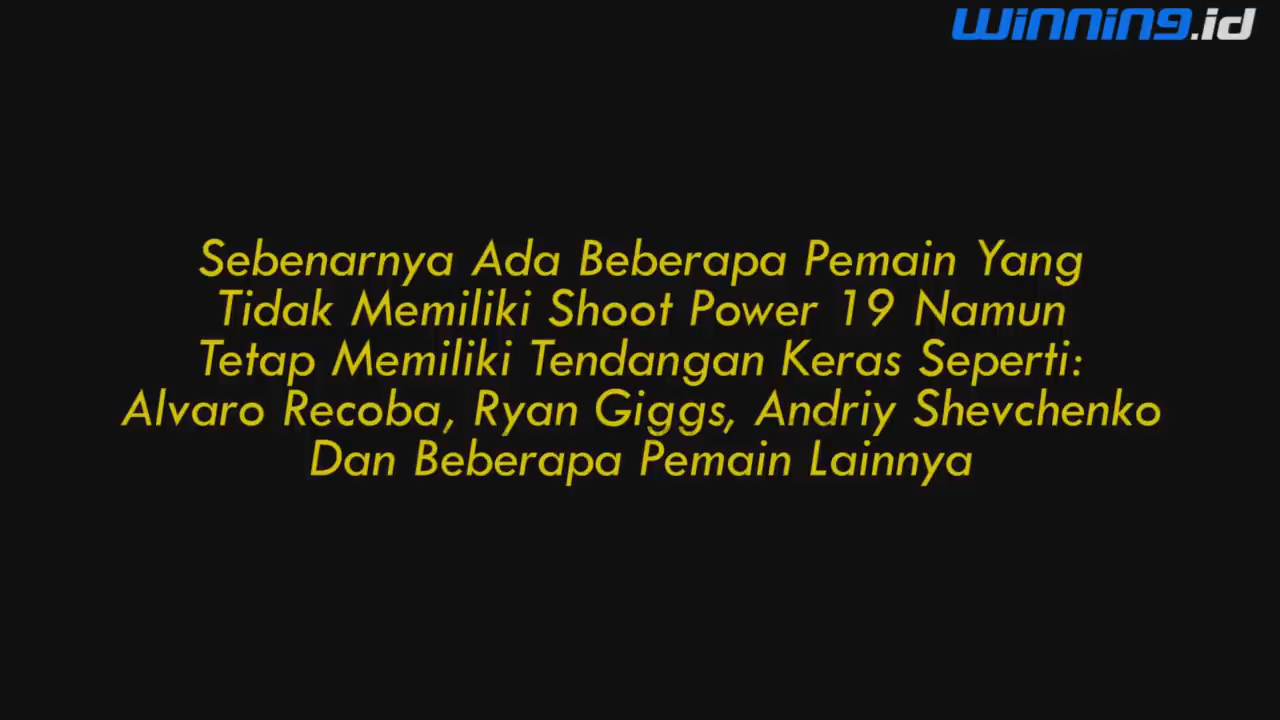 winnin9.id
Sebenarnya Ada Beberapa Pemain Yang
Tidak Memiliki Shoot Power 19 Namun
Tetap Memiliki Tendangan Keras Seperti:
Alvaro Recoba, Ryan Giggs, Andriy Shevchenko
Dan Beberapa Pemain Lainnya